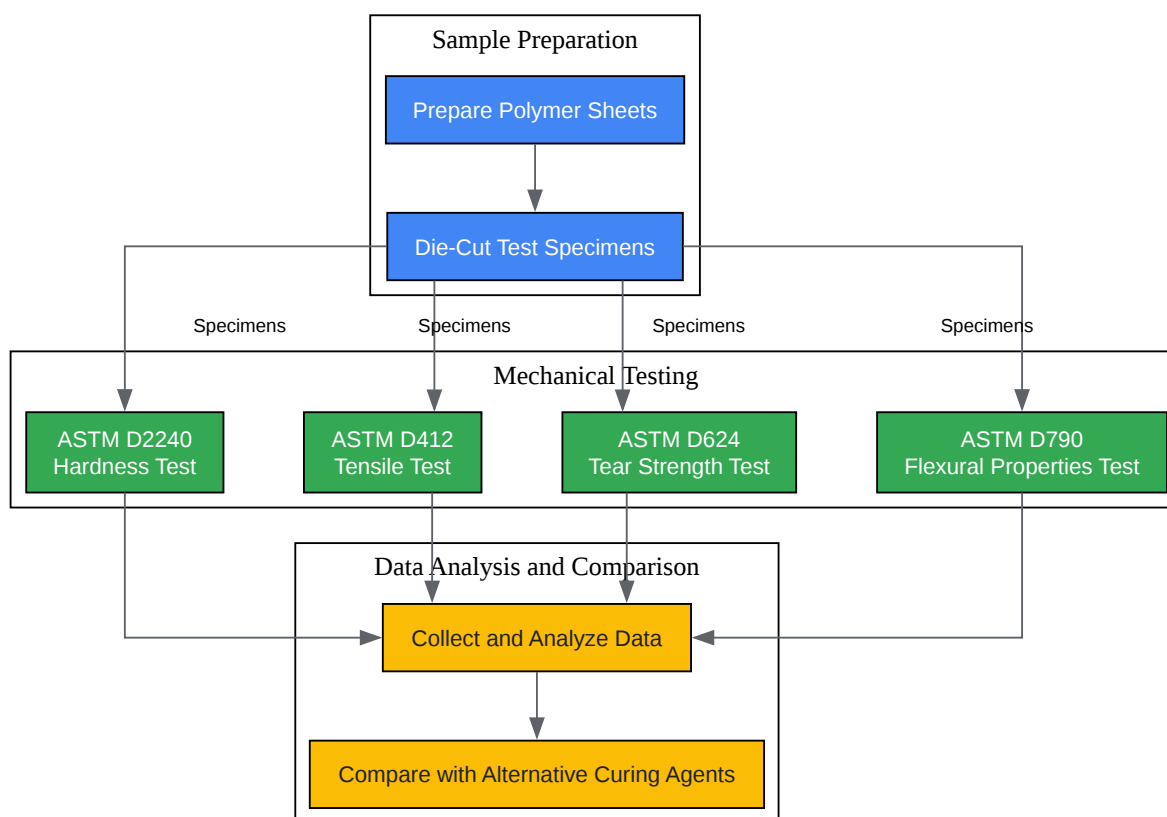 Sample Preparation
Prepare Polymer Sheets
Die-Cut Test Specimens
Specimens
Specimens
Specimens
Specimens
Mechanical Testing
ASTM D2240
Hardness Test
ASTM D412
Tensile Test
ASTM D624
Tear Strength Test
ASTM D790
Flexural Properties Test
Data Analysis and Comparison
Collect and Analyze Data
Compare with Alternative Curing Agents